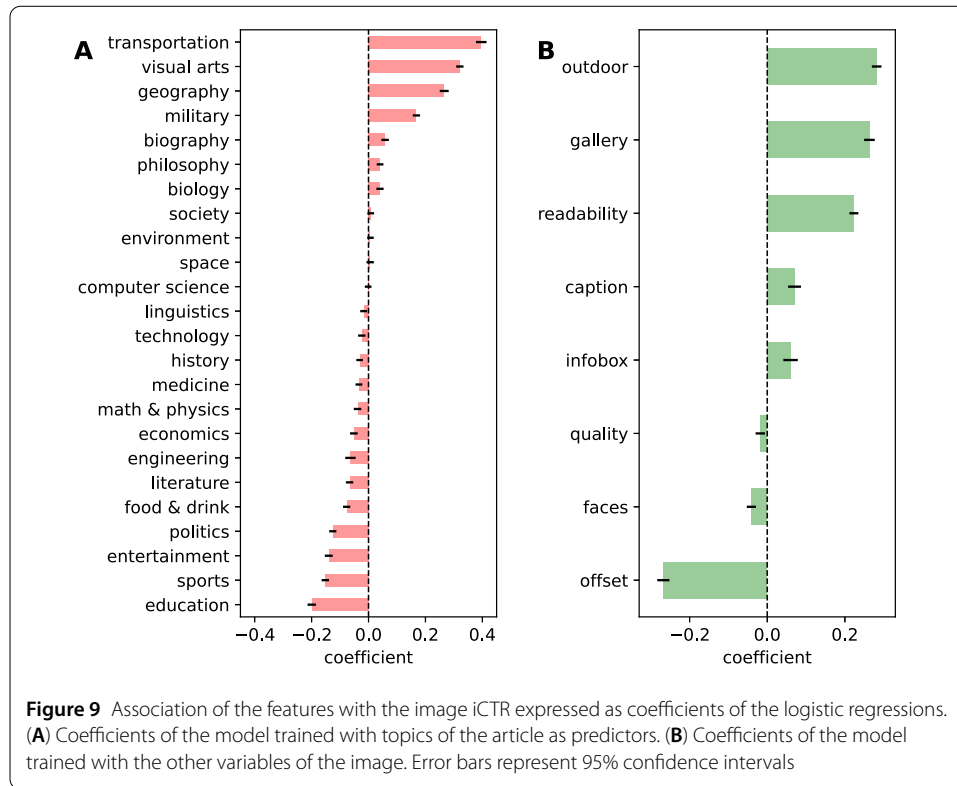 A
transportation
visual arts
geography
military
biography
philosophy
biology
society
environment
space
computer science
linguistics
technology
history
medicine
math & physics
economics
engineering
literature
food & drink
politics
entertainment
sports
education
−0.4 −0.2 0.0 0.2 0.4
coefficient
B
outdoor
gallery
readability
caption
infobox
quality
faces
offset
−0.2 0.0 0.2
coefficient
Figure 9 Association of the features with the image iCTR expressed as coefficients of the logistic regressions.
(A) Coefficients of the model trained with topics of the article as predictors. (B) Coefficients of the model
trained with the other variables of the image. Error bars represent 95% confidence intervals